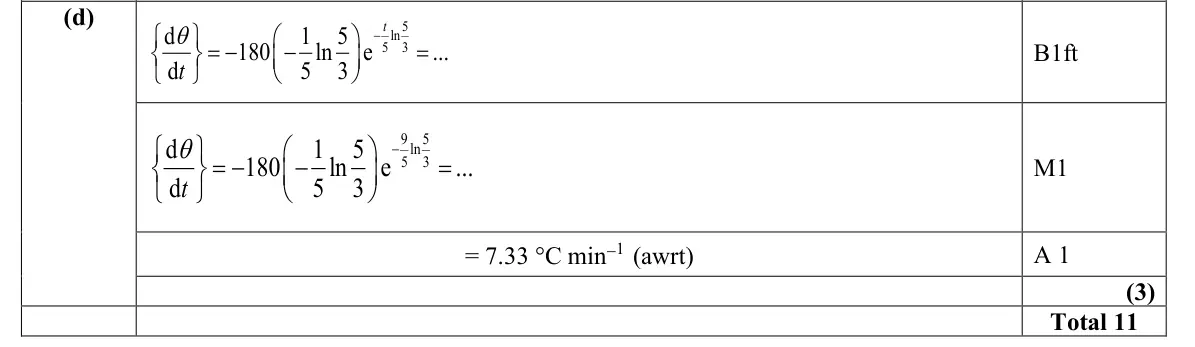 (d) {dθ/dt} = −180(−1/5 ln 5/3)e^(−t/5 ln 5/3) = ... B1ft
{dθ/dt} = −180(−1/5 ln 5/3)e^(−9/5 ln 5/3) = ... M1
= 7.33 °C min⁻¹ (awrt) A 1
(3)
Total 11